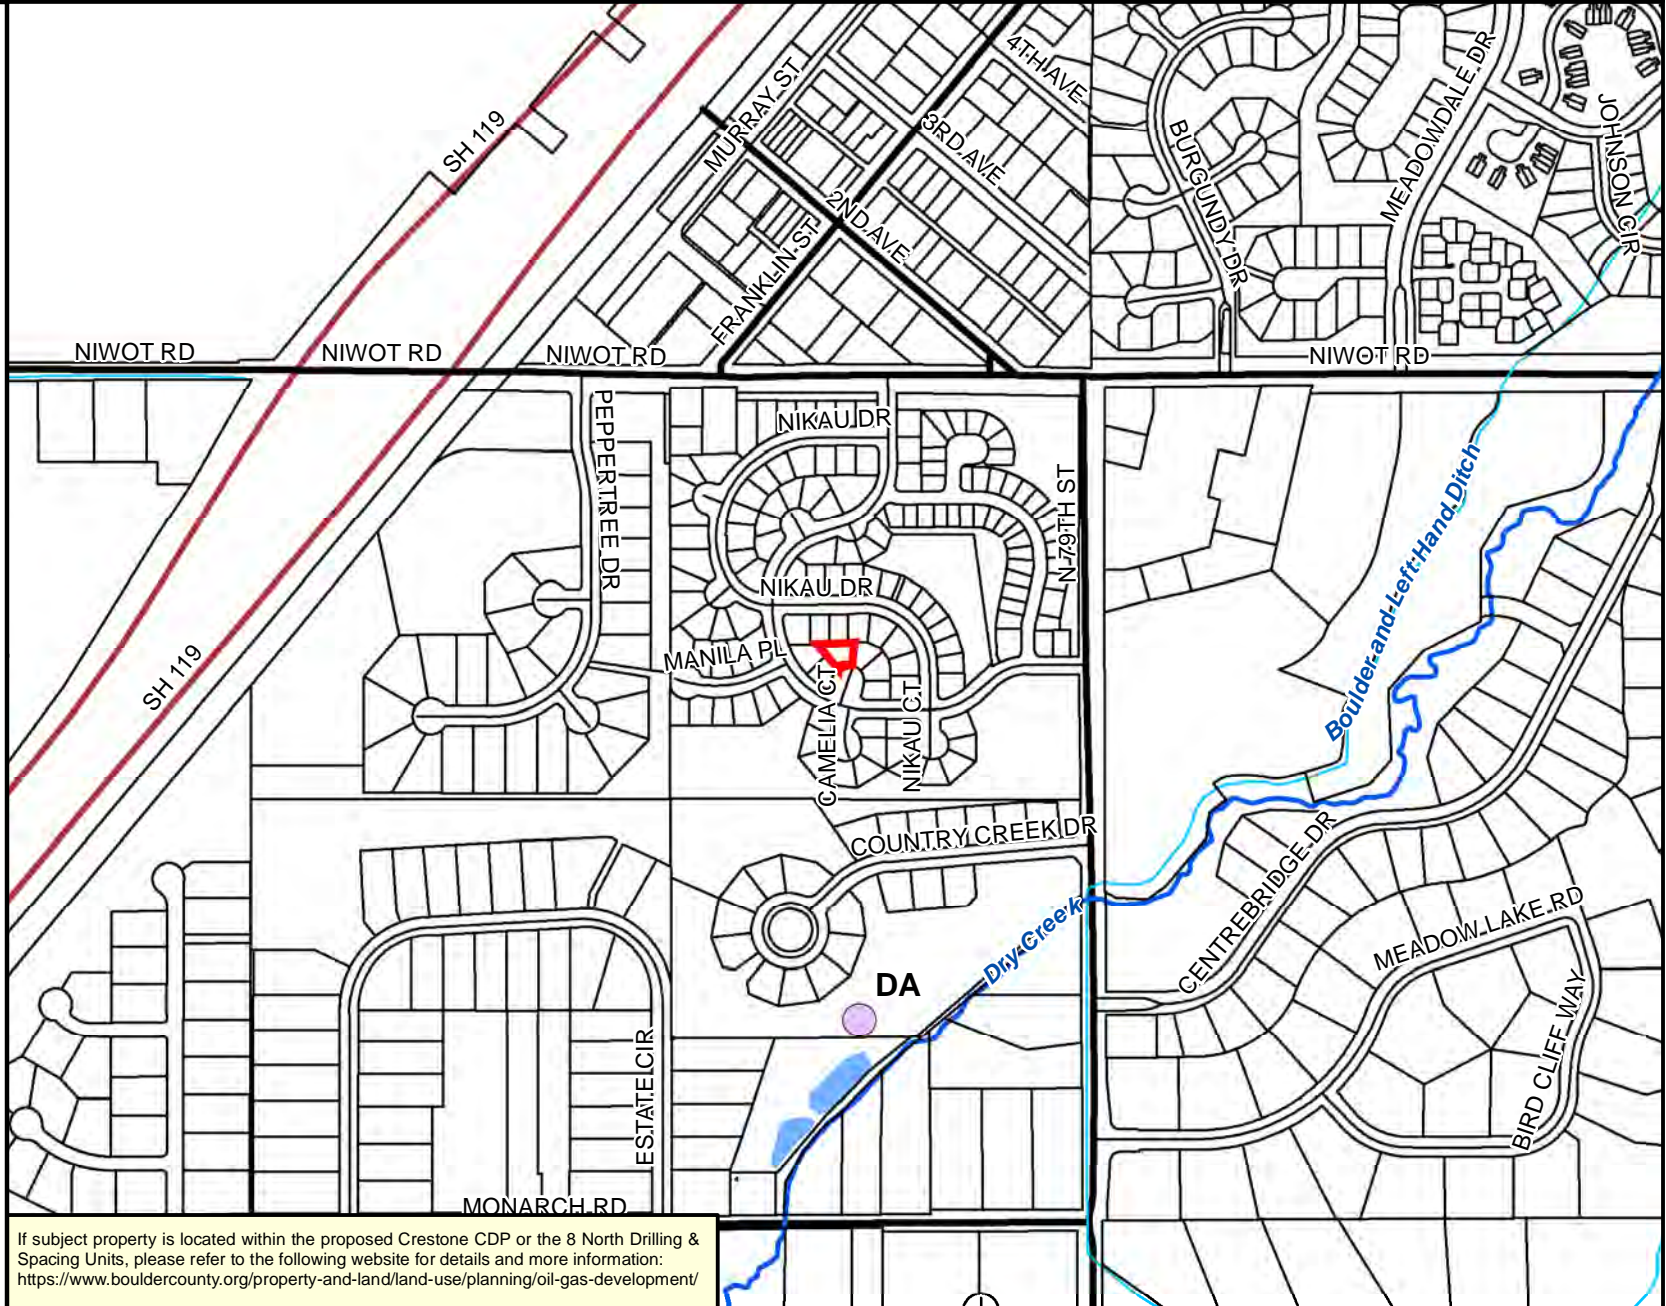 4TH AVE
MURRAY ST
SH 119
3RD AVE
BURGUNDY DR
MEADOWDALE DR
JOHNSON CIR
2ND AVE
FRANKLIN ST
NIWOT RD
NIWOT RD
NIWOT RD
NIWOT RD
PEPPERTREE DR
NIKAU DR
N 79TH ST
Boulder and Left Hand Ditch
NIKAU DR
MANILA PL
SH 119
CAMELIA CT
NIKAU CT
COUNTRY CREEK DR
CENTREBRIDGE DR
MEADOW LAKE RD
Dry Creek
DA
BIRD CLIFF WAY
ESTATE CIR
MONARCH RD
If subject property is located within the proposed Crestone CDP or the 8 North Drilling &
Spacing Units, please refer to the following website for details and more information:
https://www.bouldercounty.org/property-and-land/land-use/planning/oil-gas-development/